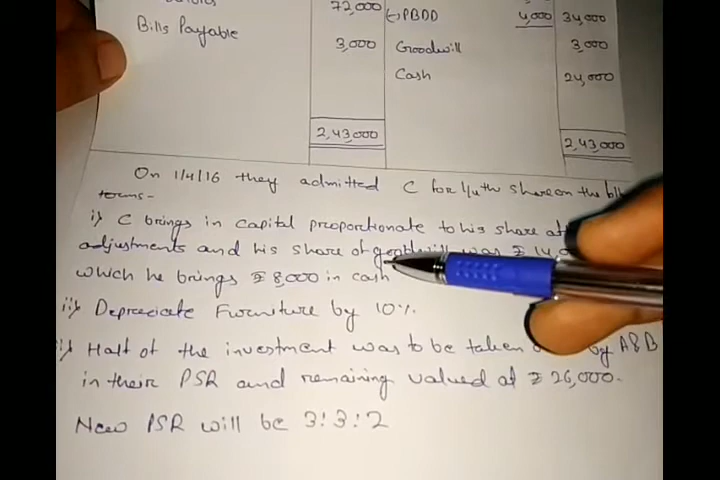 72,000 (-) PBDD 4,000 34,000
Bills Payable 3,000 Goodwill 3,000
Cash 24,000
2,43,000 2,43,000
On 1/4/16 they admitted C for 1/4th share on the
terms-
i) C brings in capital proportionate to his share
adjustments and his share of was ₹ 14,
which he brings ₹ 8,000 in cash
ii) Depreciate Furniture by 10%.
Half of the investment was to be taken by A&B
in their PSR and remaining valued at ₹ 26,000.
New PSR will be 3:3:2